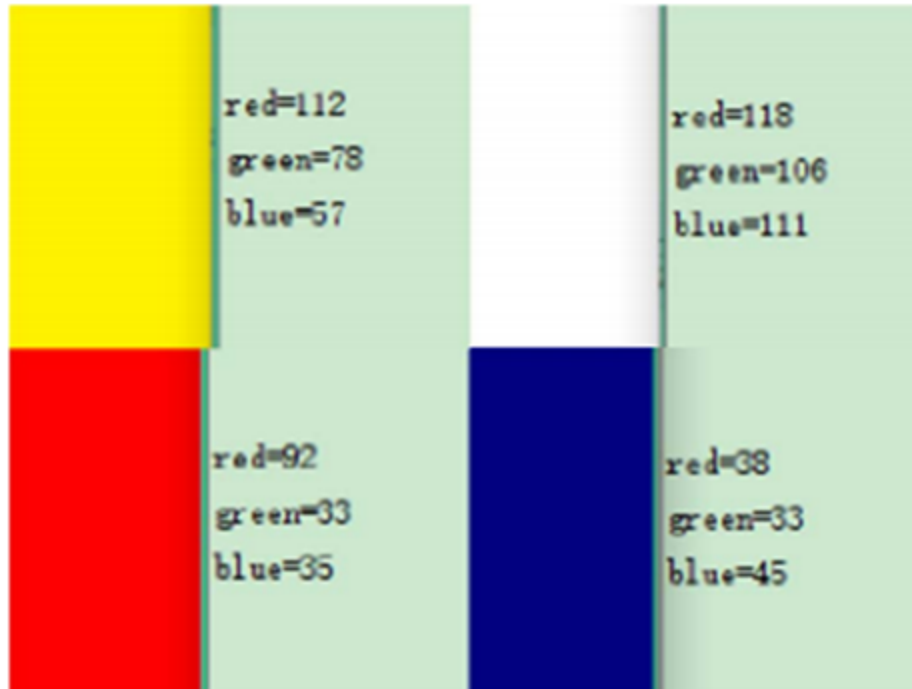 red=112
green=78
blue=57
red=118
green=106
blue=111
red=92
green=33
blue=35
red=38
green=33
blue=45